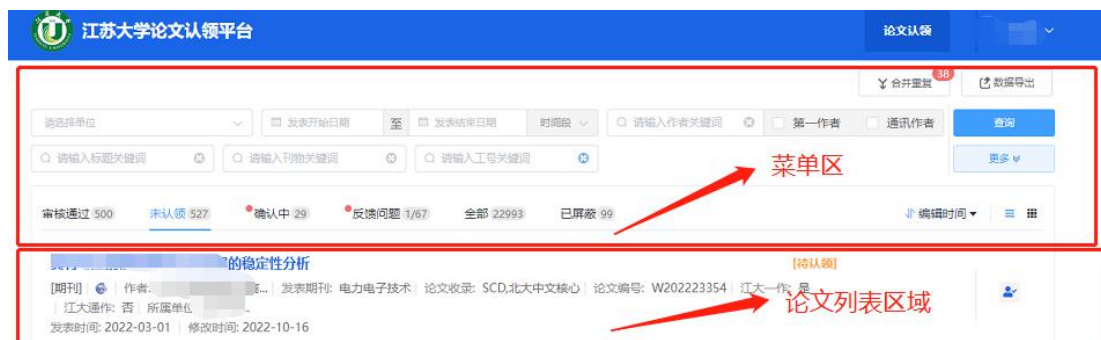 江苏大学论文认领平台
论文认领
合并重复 38
数据导出
请选择单位 发表开始日期 至 发表结束日期 时间段 请输入作者关键词 第一作者 通讯作者 查询
请输入标题关键词 请输入刊物关键词 请输入工号关键词 更多
菜单区
审核通过 500 未认领 527 确认中 29 反馈问题 1/67 全部 22993 已屏蔽 99 编辑时间
的稳定性分析 [待认领]
[期刊] 作者: ... 发表期刊: 电力电子技术 论文收录: SCD,北大中文核心 论文编号: W202223354 江大一作: 是
江大通作: 否 所属单位
发表时间: 2022-03-01 修改时间: 2022-10-16
论文列表区域